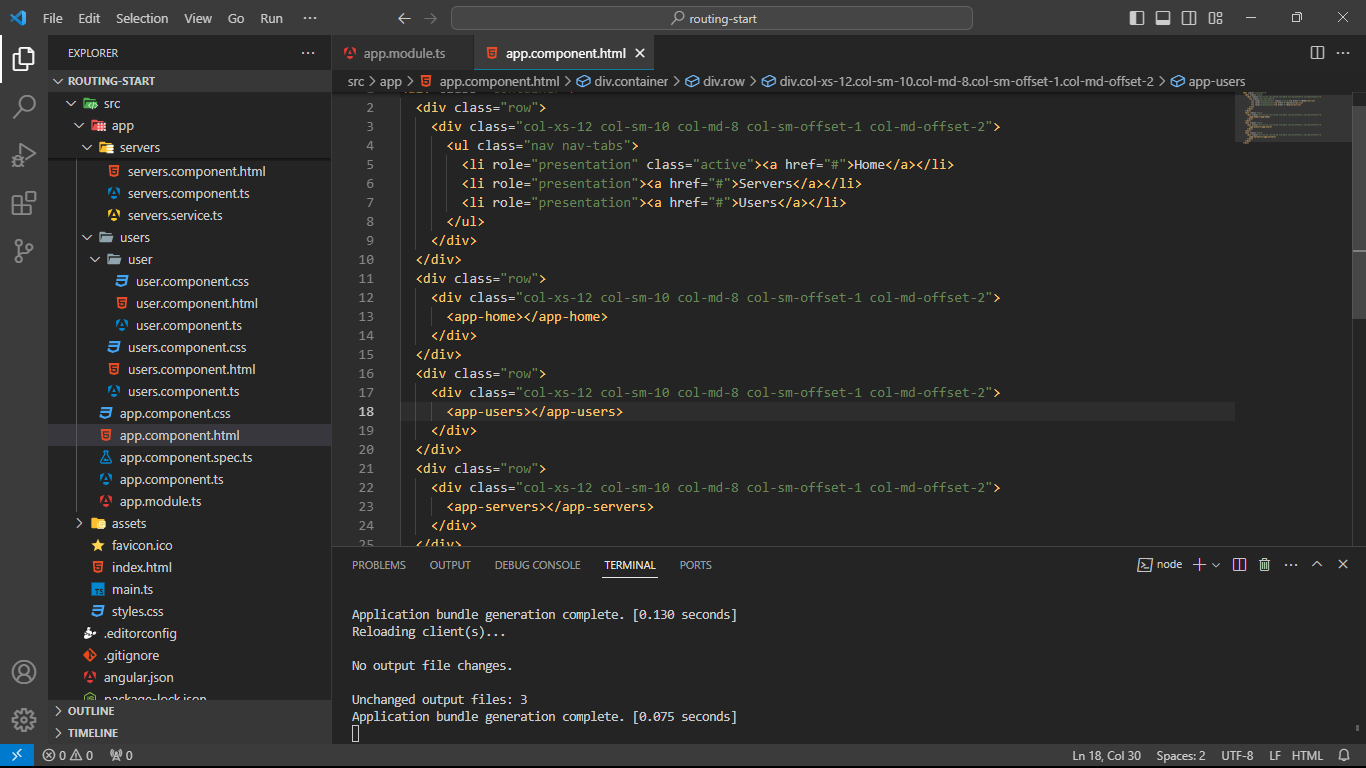 File Edit Selection View Go Run ··· routing-start
EXPLORER ···
ROUTING-START
src
app
servers
servers.component.html
servers.component.ts
servers.service.ts
users
user
user.component.css
user.component.html
user.component.ts
users.component.css
users.component.html
users.component.ts
app.component.css
app.component.html
app.component.spec.ts
app.component.ts
app.module.ts
assets
favicon.ico
index.html
main.ts
styles.css
.editorconfig
.gitignore
angular.json
package-lock.json
OUTLINE
TIMELINE
app.module.ts app.component.html
src > app > app.component.html > div.container > div.row > div.col-xs-12.col-sm-10.col-md-8.col-sm-offset-1.col-md-offset-2 > app-users
2 <div class="row">
3 <div class="col-xs-12 col-sm-10 col-md-8 col-sm-offset-1 col-md-offset-2">
4 <ul class="nav nav-tabs">
5 <li role="presentation" class="active"><a href="#">Home</a></li>
6 <li role="presentation"><a href="#">Servers</a></li>
7 <li role="presentation"><a href="#">Users</a></li>
8 </ul>
9 </div>
10 </div>
11 <div class="row">
12 <div class="col-xs-12 col-sm-10 col-md-8 col-sm-offset-1 col-md-offset-2">
13 <app-home></app-home>
14 </div>
15 </div>
16 <div class="row">
17 <div class="col-xs-12 col-sm-10 col-md-8 col-sm-offset-1 col-md-offset-2">
18 <app-users></app-users>
19 </div>
20 </div>
21 <div class="row">
22 <div class="col-xs-12 col-sm-10 col-md-8 col-sm-offset-1 col-md-offset-2">
23 <app-servers></app-servers>
24 </div>
25 </div>
PROBLEMS OUTPUT DEBUG CONSOLE TERMINAL PORTS node ···
Application bundle generation complete. [0.130 seconds]
Reloading client(s)...
No output file changes.
Unchanged output files: 3
Application bundle generation complete. [0.075 seconds]
0 0 0 Ln 18, Col 30 Spaces: 2 UTF-8 LF HTML